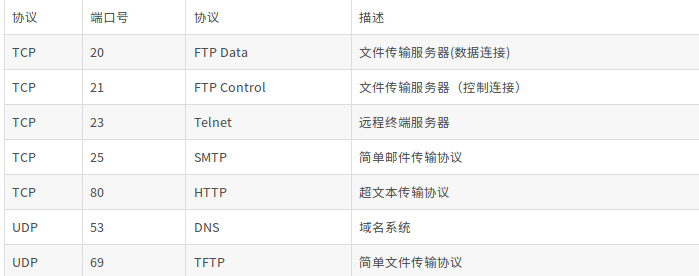 协议 端口号 协议 描述
TCP 20 FTP Data 文件传输服务器(数据连接)
TCP 21 FTP Control 文件传输服务器（控制连接）
TCP 23 Telnet 远程终端服务器
TCP 25 SMTP 简单邮件传输协议
TCP 80 HTTP 超文本传输协议
UDP 53 DNS 域名系统
UDP 69 TFTP 简单文件传输协议